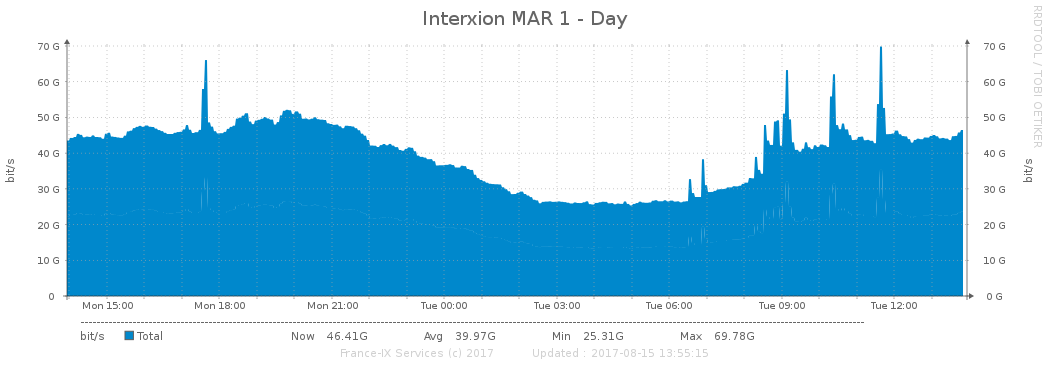 Interxion MAR 1 - Day
RRDTOOL / TOBI OETIKER
bit/s
70 G 70 G
60 G 60 G
50 G 50 G
40 G 40 G
30 G 30 G
20 G 20 G
10 G 10 G
0 0 G
bit/s
Mon 15:00 Mon 18:00 Mon 21:00 Tue 00:00 Tue 03:00 Tue 06:00 Tue 09:00 Tue 12:00
bit/s Total Now 46.41G Avg 39.97G Min 25.31G Max 69.78G
France-IX Services (c) 2017 Updated : 2017-08-15 13:55:15